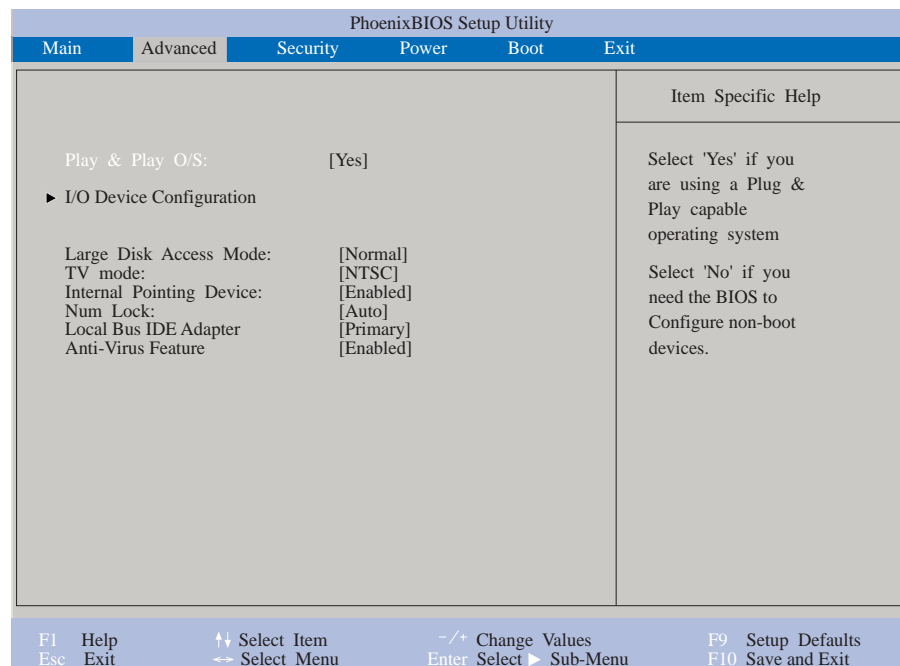 PhoenixBIOS Setup Utility
Main Advanced Security Power Boot Exit
Item Specific Help
Play & Play O/S: [Yes]
I/O Device Configuration
Large Disk Access Mode: [Normal]
TV mode: [NTSC]
Internal Pointing Device: [Enabled]
Num Lock: [Auto]
Local Bus IDE Adapter [Primary]
Anti-Virus Feature [Enabled]
Select 'Yes' if you
are using a Plug &
Play capable
operating system
Select 'No' if you
need the BIOS to
Configure non-boot
devices.
F1 Help Select Item -/+ Change Values F9 Setup Defaults
Esc Exit Select Menu Enter Select Sub-Menu F10 Save and Exit